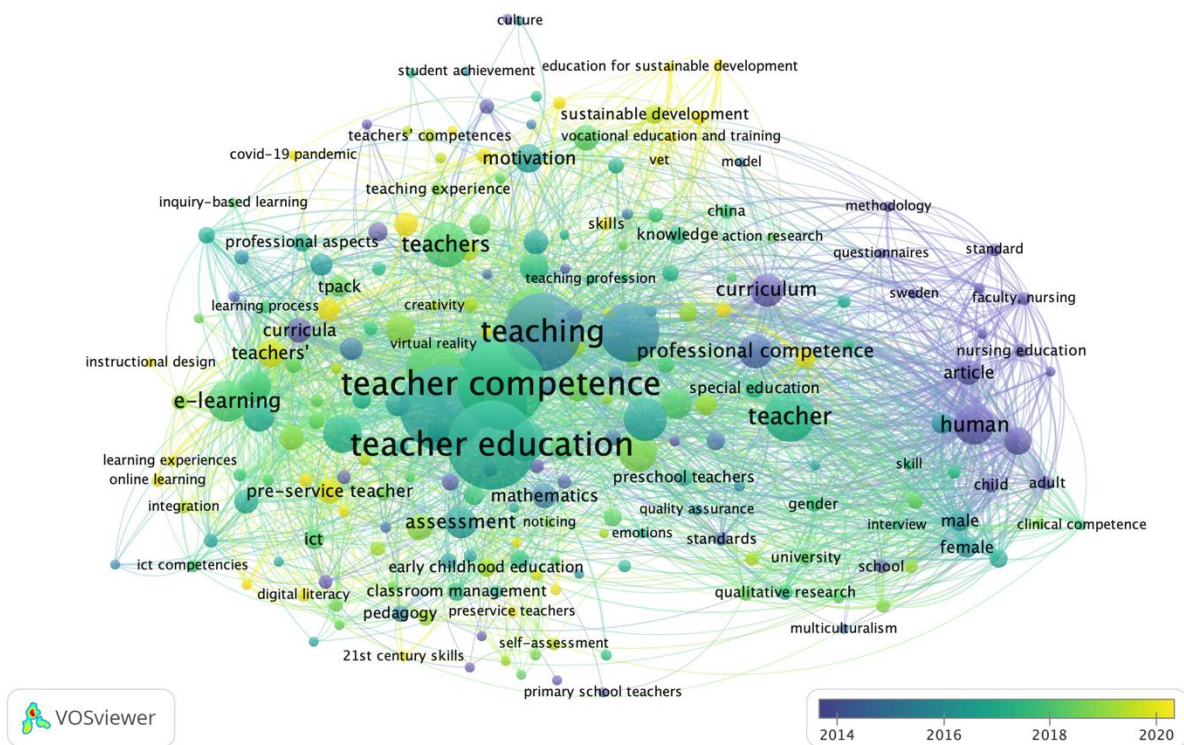 culture
student achievement
education for sustainable development
sustainable development
teachers' competences
vocational education and training
covid-19 pandemic
motivation
vet
model
teaching experience
inquiry-based learning
methodology
skills
china
professional aspects
teachers
knowledge
action research
standard
questionnaires
teaching profession
tpack
curriculum
sweden
faculty, nursing
learning process
creativity
curricula
teaching
virtual reality
teachers'
professional competence
nursing education
instructional design
article
teacher competence
special education
e-learning
teacher
human
teacher education
learning experiences
skill
online learning
pre-service teacher
preschool teachers
child
adult
mathematics
integration
quality assurance
gender
assessment
noticing
interview
male
clinical competence
emotions
standards
ict
female
university
ict competencies
early childhood education
school
digital literacy
classroom management
qualitative research
pedagogy
preservice teachers
multiculturalism
self-assessment
21st century skills
primary school teachers
VOSviewer
2014 2016 2018 2020